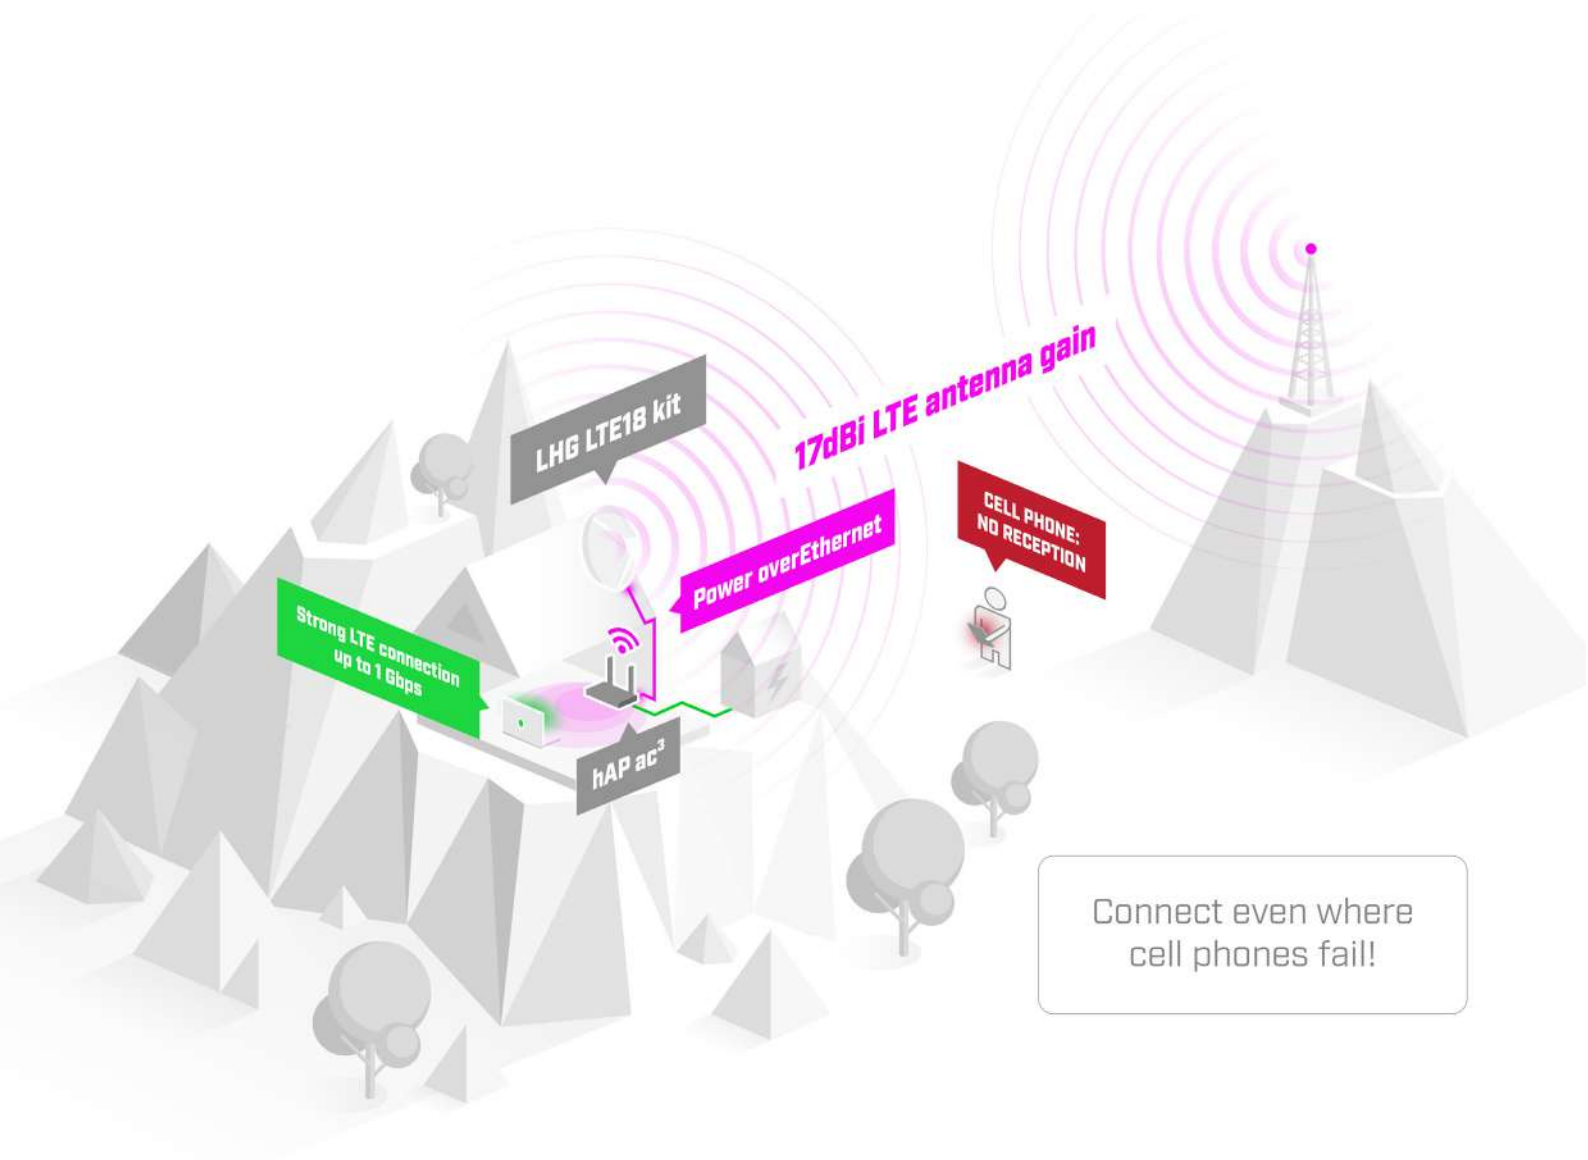 17dBi LTE antenna gain
LHG LTE18 kit
CELL PHONE:
NO RECEPTION
Power overEthernet
Strong LTE connection
up to 1 Gbps
hAP ac³
Connect even where
cell phones fail!